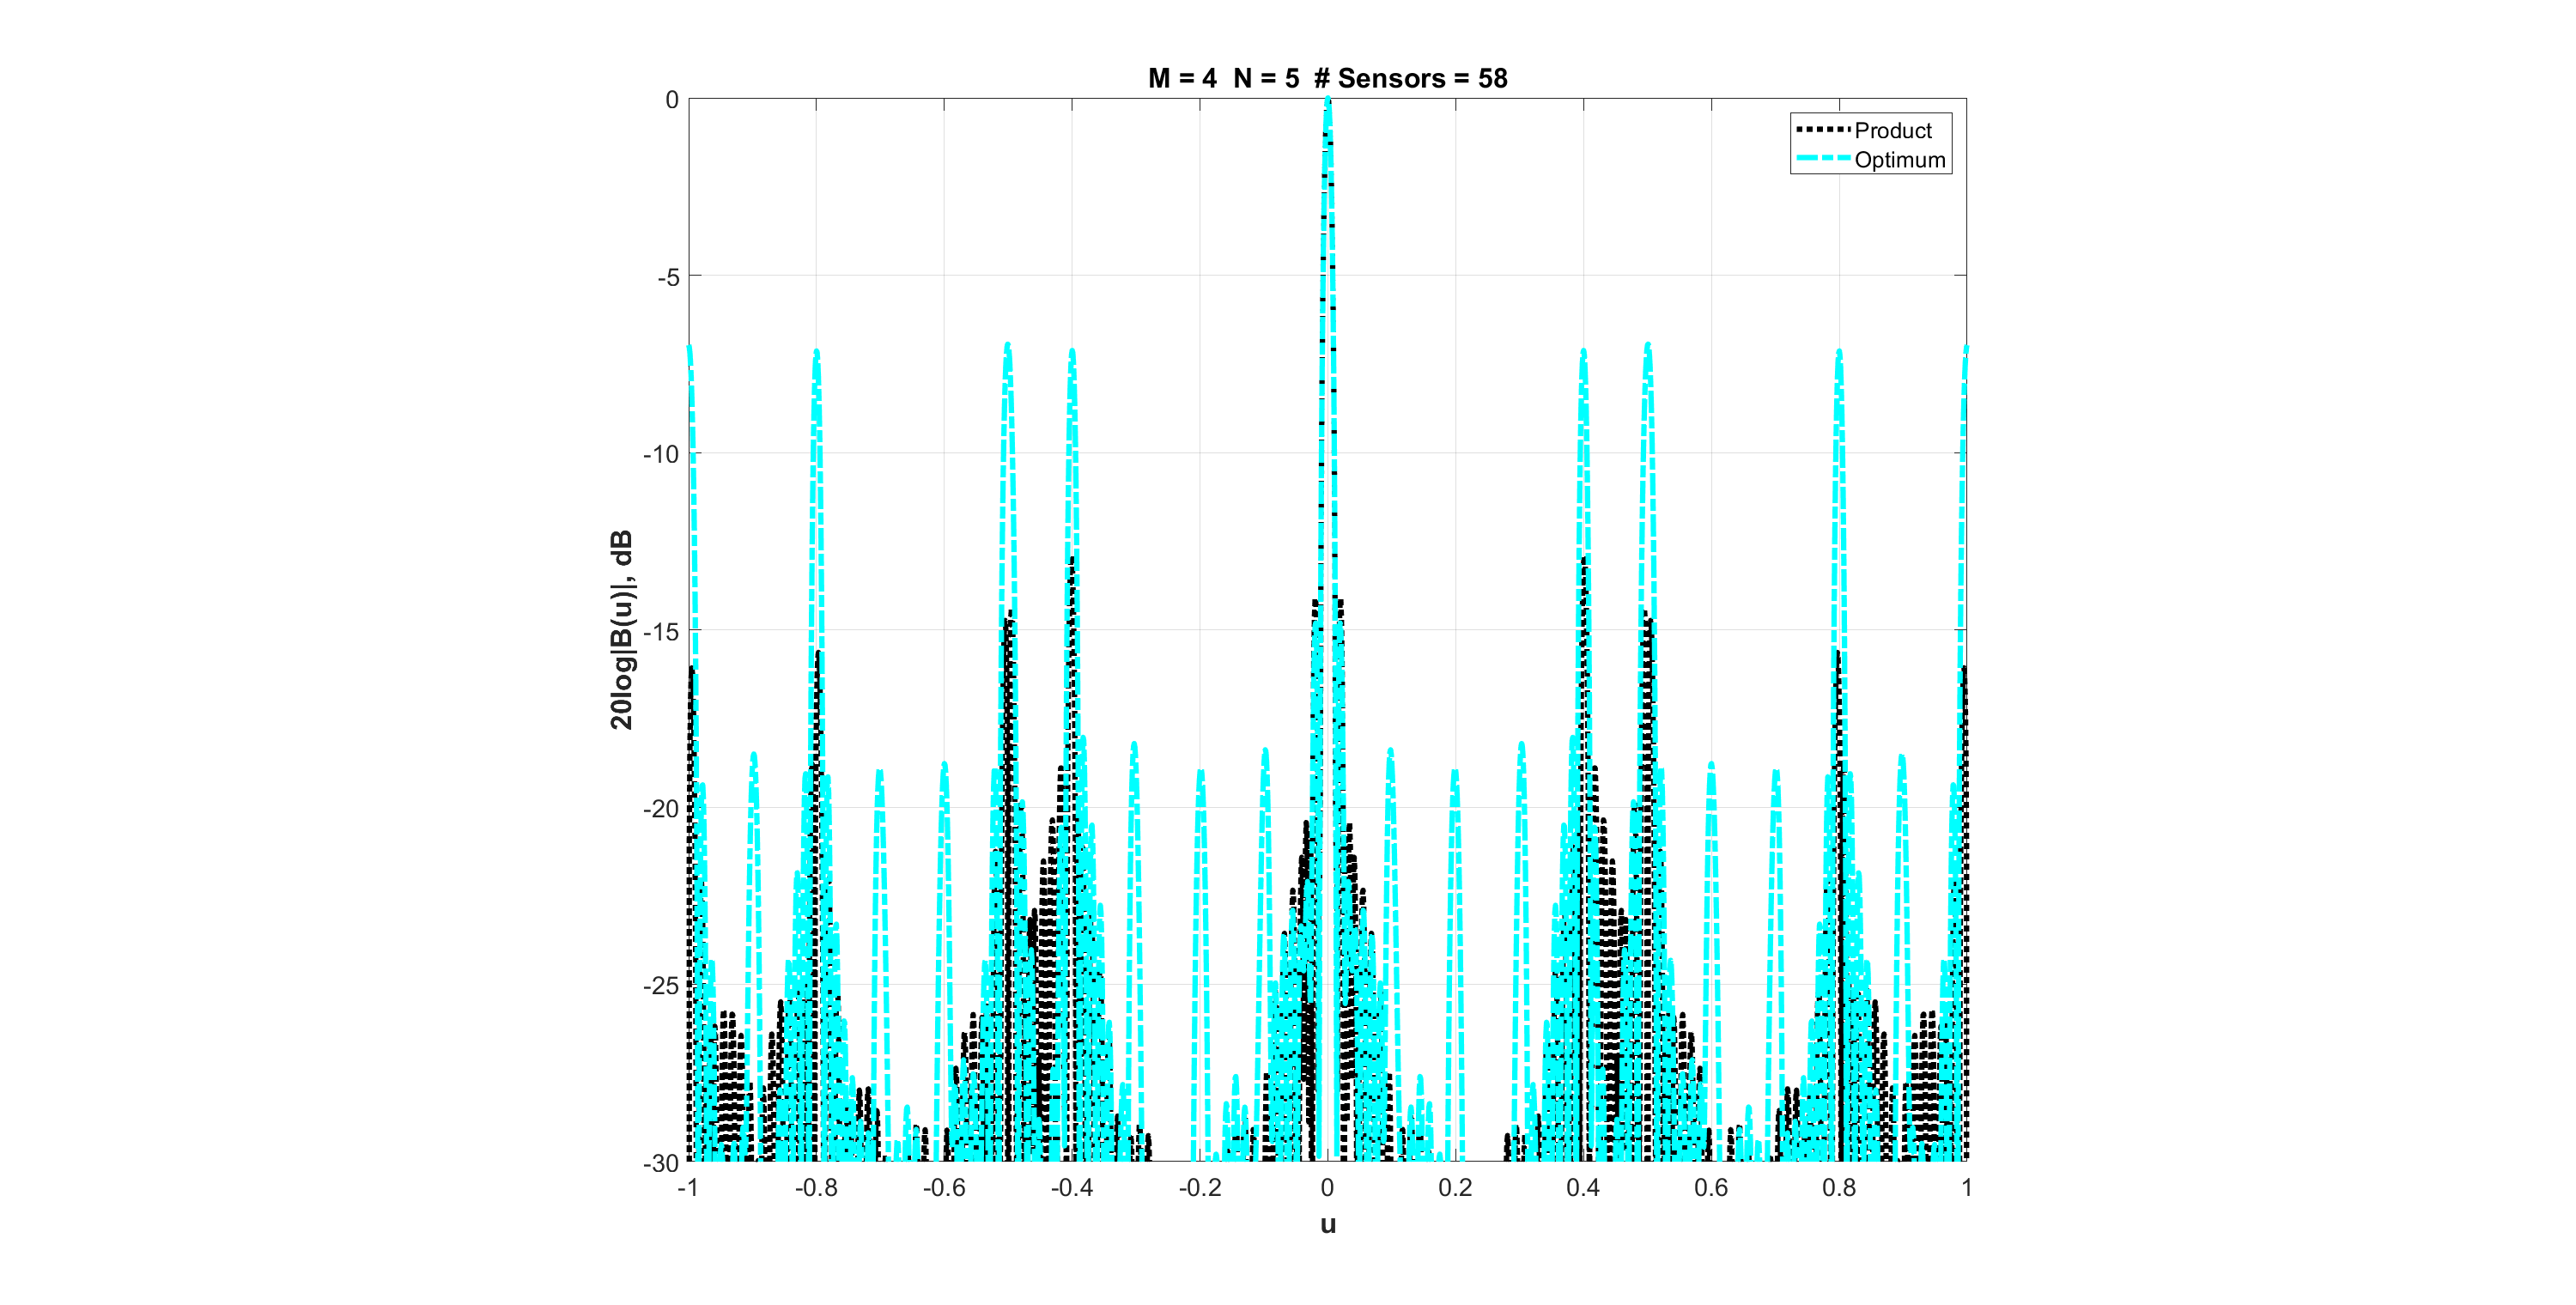 M = 4 N = 5 # Sensors = 58
Product
Optimum
20log|B(u)|, dB
0
-5
-10
-15
-20
-25
-30
-1 -0.8 -0.6 -0.4 -0.2 0 0.2 0.4 0.6 0.8 1
u